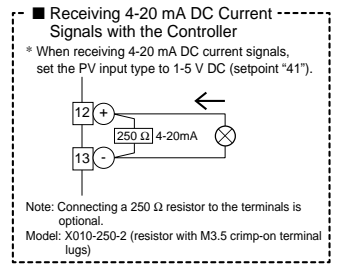 ■ Receiving 4-20 mA DC Current
Signals with the Controller
* When receiving 4-20 mA DC current signals,
set the PV input type to 1-5 V DC (setpoint “41”).
12 +
250 Ω 4-20mA
13 -
Note: Connecting a 250 Ω resistor to the terminals is
optional.
Model: X010-250-2 (resistor with M3.5 crimp-on terminal
lugs)